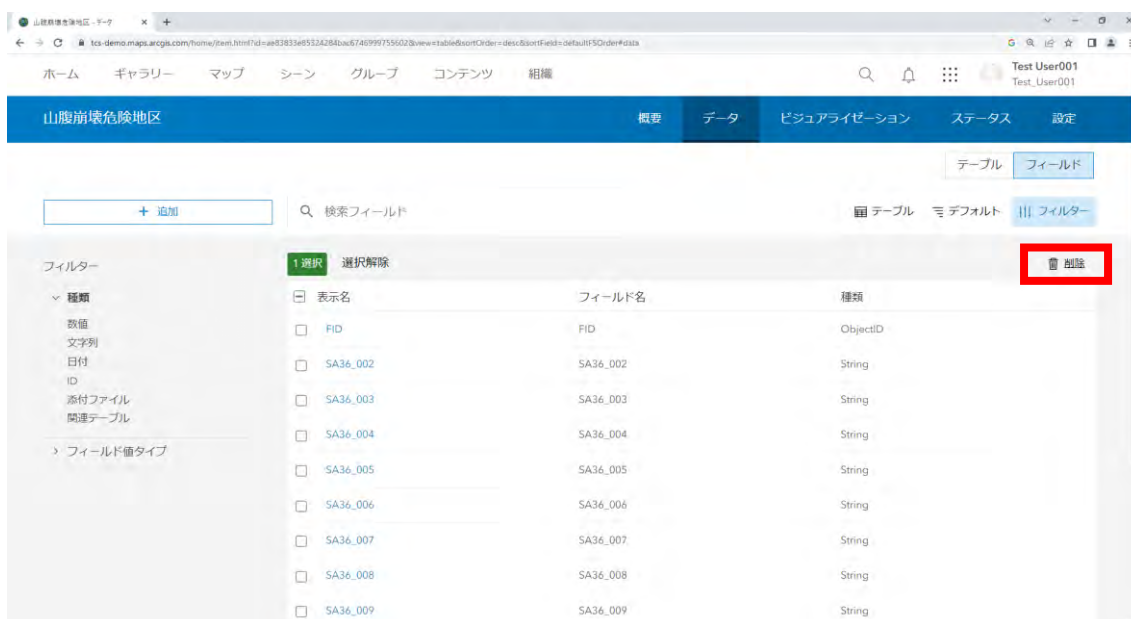 山腹崩壊危険地区 - データ
tcs-demo.maps.arcgis.com/home/item.html?id=ae83833e85324284bac6746999755602&view=table&sortOrder=desc&sortField=defaultFSOrder#data
ホーム ギャラリー マップ シーン グループ コンテンツ 組織 Test User001
Test_User001
山腹崩壊危険地区 概要 データ ビジュアライゼーション ステータス 設定
テーブル フィールド
+ 追加 検索フィールド テーブル デフォルト フィルター
フィルター 1 選択 選択解除 削除
種類 表示名 フィールド名 種類
数値
文字列
日付
ID
添付ファイル
関連テーブル
フィールド値タイプ
FID FID ObjectID
SA36_002 SA36_002 String
SA36_003 SA36_003 String
SA36_004 SA36_004 String
SA36_005 SA36_005 String
SA36_006 SA36_006 String
SA36_007 SA36_007 String
SA36_008 SA36_008 String
SA36_009 SA36_009 String